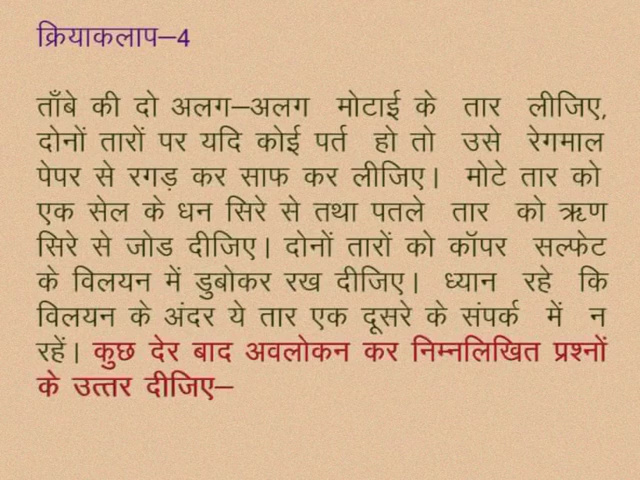 क्रियाकलाप–4
ताँबे की दो अलग–अलग मोटाई के तार लीजिए,
दोनों तारों पर यदि कोई पर्त हो तो उसे रेगमाल
पेपर से रगड़ कर साफ कर लीजिए। मोटे तार को
एक सेल के धन सिरे से तथा पतले तार को ऋण
सिरे से जोड दीजिए। दोनों तारों को कॉपर सल्फेट
के विलयन में डुबोकर रख दीजिए। ध्यान रहे कि
विलयन के अंदर ये तार एक दूसरे के संपर्क में न
रहें। कुछ देर बाद अवलोकन कर निम्नलिखित प्रश्नों
के उत्तर दीजिए–